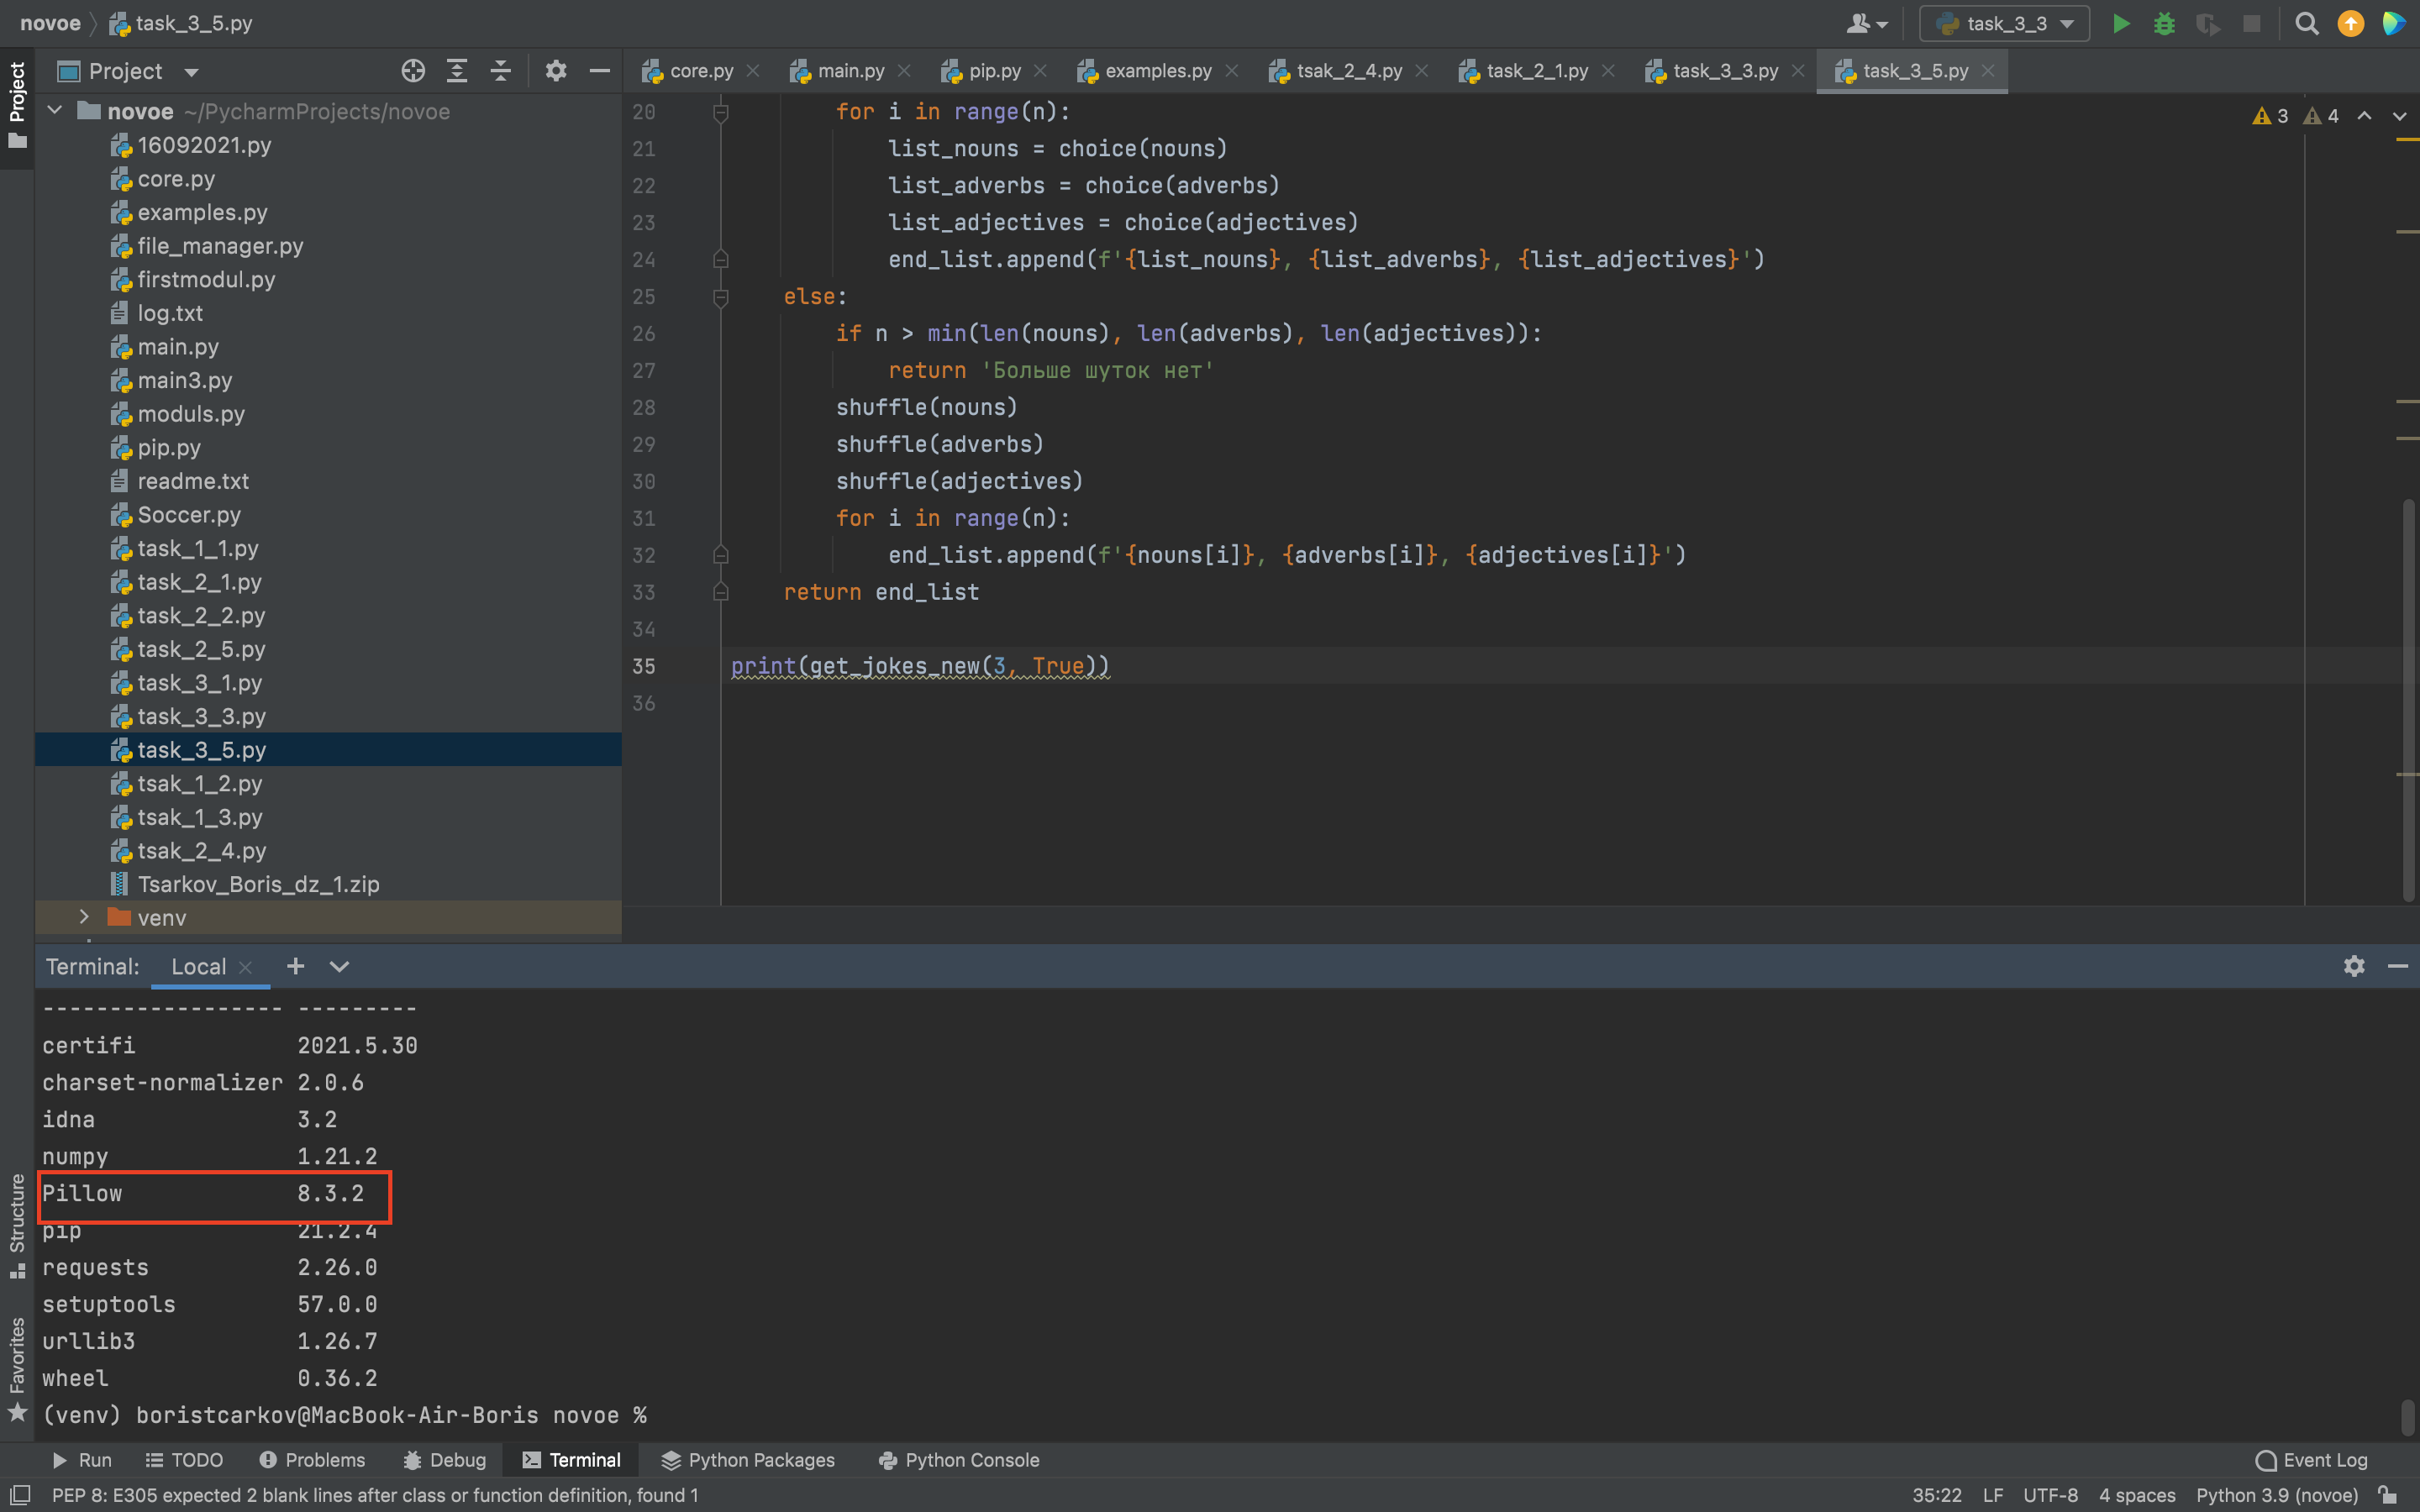 novoe task_3_5.py
task_3_3
Project
Project
core.py main.py pip.py examples.py tsak_2_4.py task_2_1.py task_3_3.py task_3_5.py
novoe ~/PycharmProjects/novoe
16092021.py
core.py
examples.py
file_manager.py
firstmodul.py
log.txt
main.py
main3.py
moduls.py
pip.py
readme.txt
Soccer.py
task_1_1.py
task_2_1.py
task_2_2.py
task_2_5.py
task_3_1.py
task_3_3.py
task_3_5.py
tsak_1_2.py
tsak_1_3.py
tsak_2_4.py
Tsarkov_Boris_dz_1.zip
venv
3 4
20 for i in range(n):
21 list_nouns = choice(nouns)
22 list_adverbs = choice(adverbs)
23 list_adjectives = choice(adjectives)
24 end_list.append(f'{list_nouns}, {list_adverbs}, {list_adjectives}')
25 else:
26 if n > min(len(nouns), len(adverbs), len(adjectives)):
27 return 'Больше шуток нет'
28 shuffle(nouns)
29 shuffle(adverbs)
30 shuffle(adjectives)
31 for i in range(n):
32 end_list.append(f'{nouns[i]}, {adverbs[i]}, {adjectives[i]}')
33 return end_list
34
35 print(get_jokes_new(3, True))
36
Terminal: Local
------------------ ---------
certifi 2021.5.30
charset-normalizer 2.0.6
idna 3.2
numpy 1.21.2
Pillow 8.3.2
pip 21.2.4
requests 2.26.0
setuptools 57.0.0
urllib3 1.26.7
wheel 0.36.2
(venv) boristcarkov@MacBook-Air-Boris novoe %
Structure
Favorites
Run TODO Problems Debug Terminal Python Packages Python Console Event Log
PEP 8: E305 expected 2 blank lines after class or function definition, found 1
35:22 LF UTF-8 4 spaces Python 3.9 (novoe)